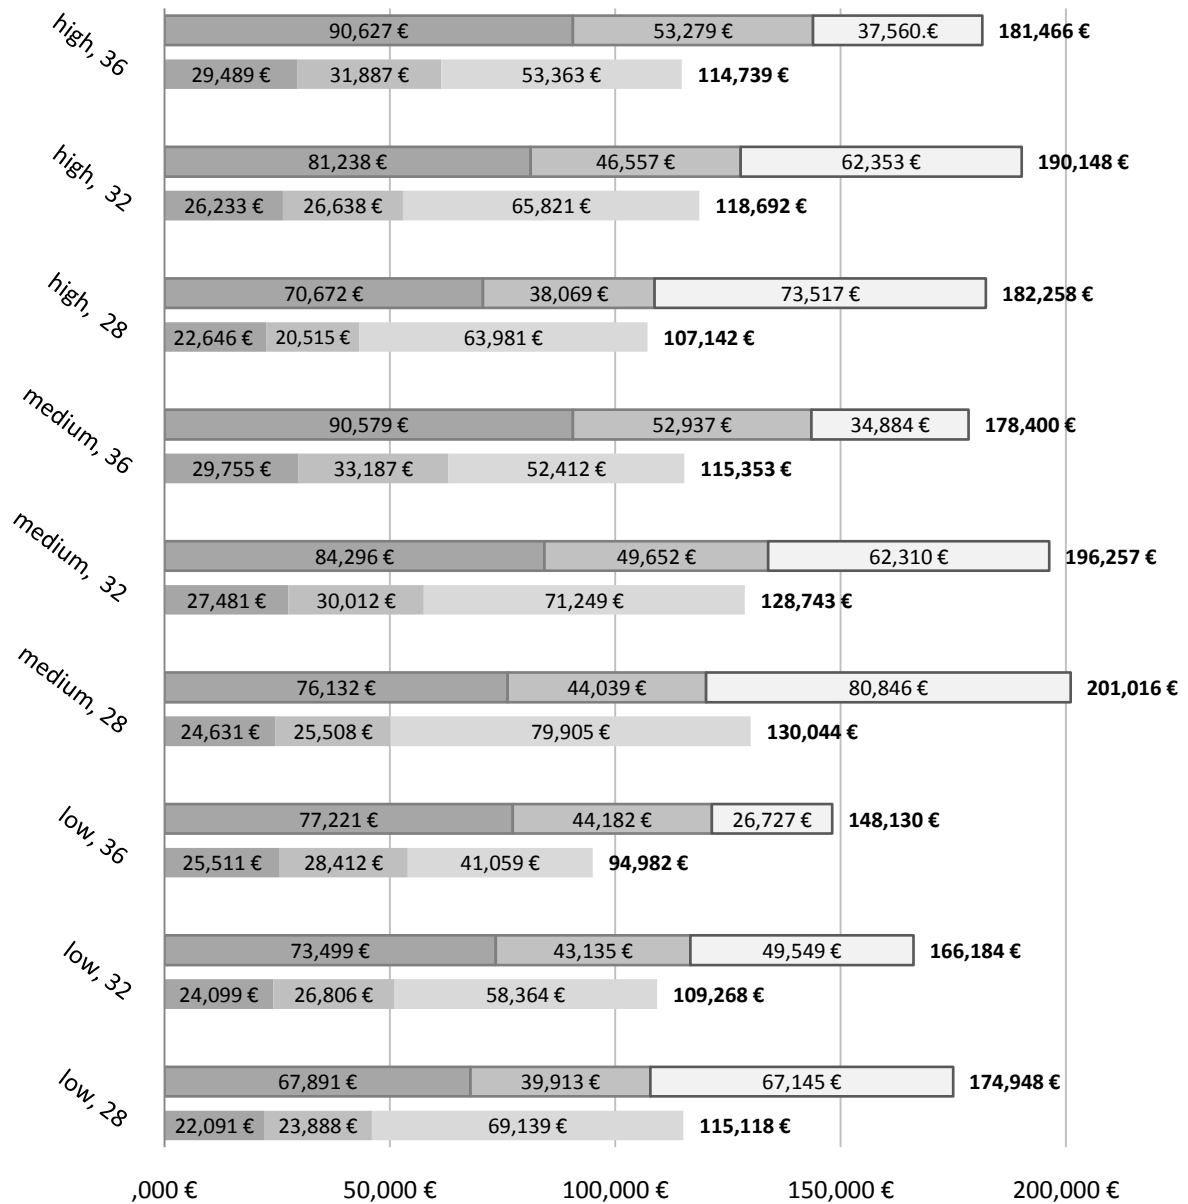 high, 36
90,627 € 53,279 € 37,560.€ 181,466 €
29,489 € 31,887 € 53,363 € 114,739 €
high, 32
81,238 € 46,557 € 62,353 € 190,148 €
26,233 € 26,638 € 65,821 € 118,692 €
high, 28
70,672 € 38,069 € 73,517 € 182,258 €
22,646 € 20,515 € 63,981 € 107,142 €
medium, 36
90,579 € 52,937 € 34,884 € 178,400 €
29,755 € 33,187 € 52,412 € 115,353 €
medium, 32
84,296 € 49,652 € 62,310 € 196,257 €
27,481 € 30,012 € 71,249 € 128,743 €
medium, 28
76,132 € 44,039 € 80,846 € 201,016 €
24,631 € 25,508 € 79,905 € 130,044 €
low, 36
77,221 € 44,182 € 26,727 € 148,130 €
25,511 € 28,412 € 41,059 € 94,982 €
low, 32
73,499 € 43,135 € 49,549 € 166,184 €
24,099 € 26,806 € 58,364 € 109,268 €
low, 28
67,891 € 39,913 € 67,145 € 174,948 €
22,091 € 23,888 € 69,139 € 115,118 €
,000 € 50,000 € 100,000 € 150,000 € 200,000 €